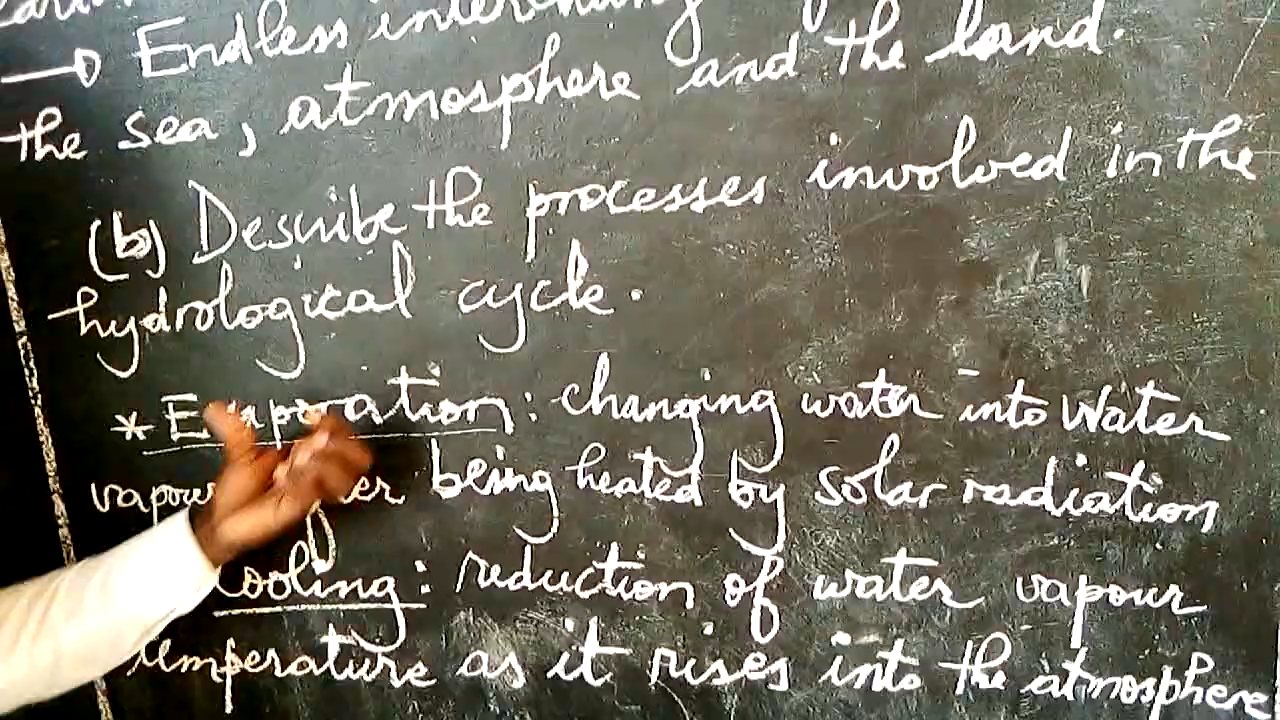 → Endless interchang
the sea, atmosphere and the land.
(b) Describe the processes involved in the
hydrological cycle.
* Evaporation: changing water into Water
vapour being heated by solar radiation
Cooling: reduction of water vapour
temperature as it rises into the atmosphere